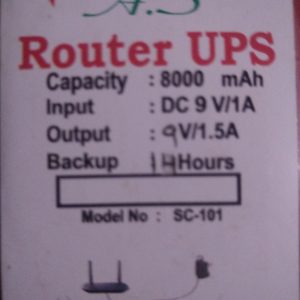 A.S
Router UPS
Capacity : 8000 mAh
Input : DC 9 V/1A
Output : 9V/1.5A
Backup 14Hours
Model No : SC-101